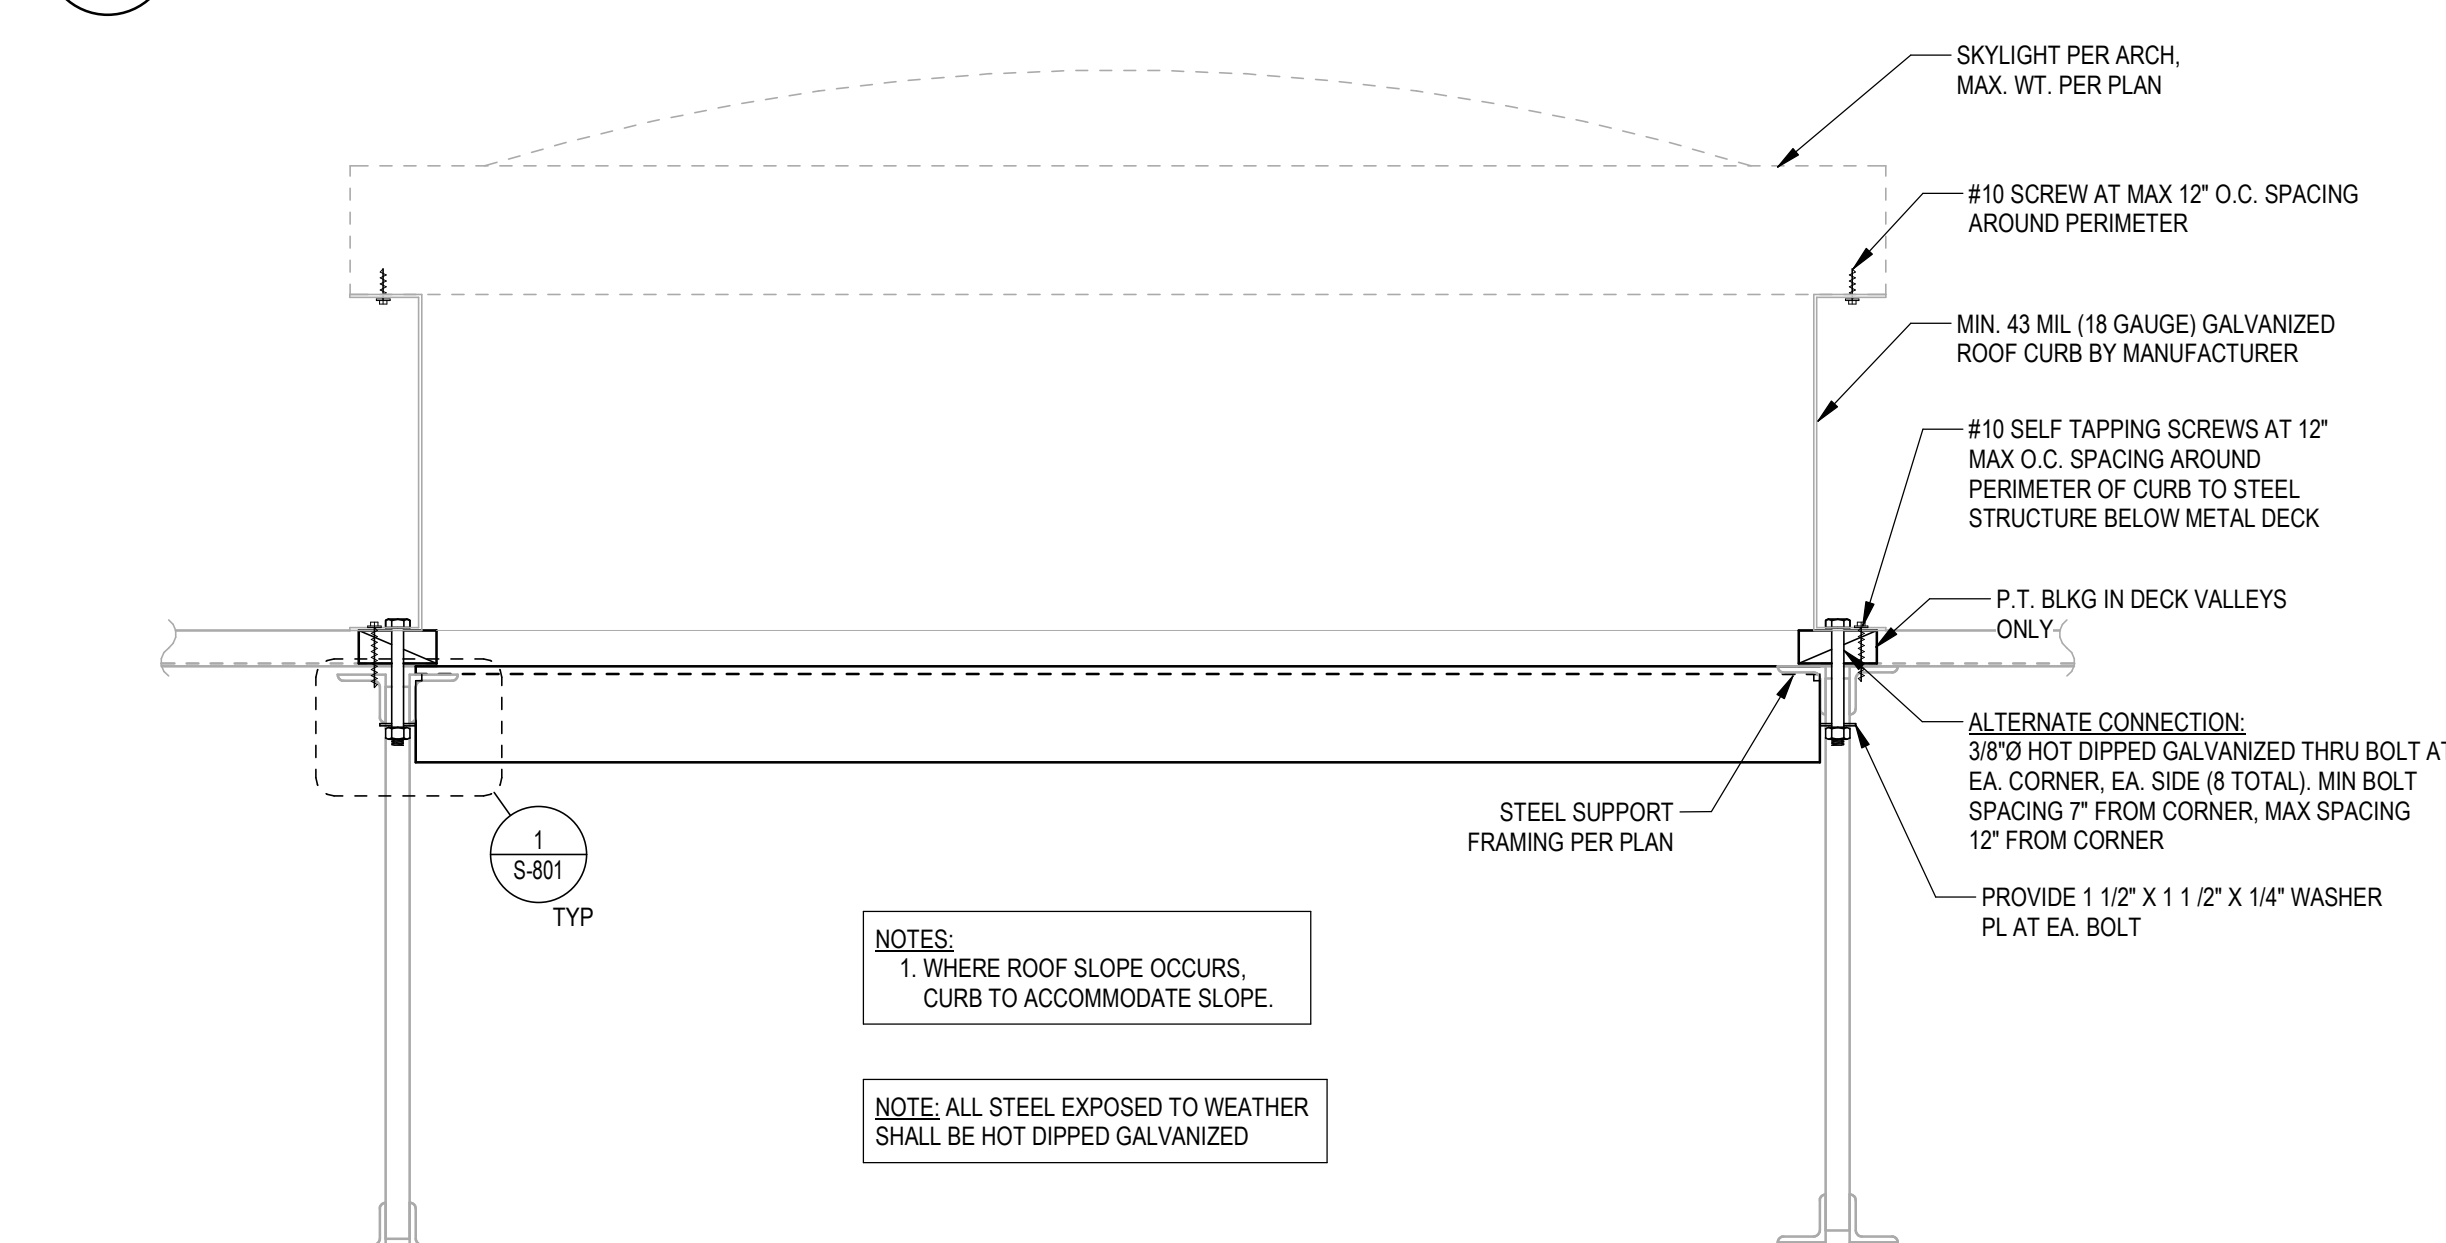 SKYLIGHT PER ARCH,
MAX. WT. PER PLAN
#10 SCREW AT MAX 12" O.C. SPACING
AROUND PERIMETER
MIN. 43 MIL (18 GAUGE) GALVANIZED
ROOF CURB BY MANUFACTURER
#10 SELF TAPPING SCREWS AT 12"
MAX O.C. SPACING AROUND
PERIMETER OF CURB TO STEEL
STRUCTURE BELOW METAL DECK
P.T. BLKG IN DECK VALLEYS
ONLY
ALTERNATE CONNECTION:
3/8"Ø HOT DIPPED GALVANIZED THRU BOLT AT
EA. CORNER, EA. SIDE (8 TOTAL). MIN BOLT
SPACING 7" FROM CORNER, MAX SPACING
12" FROM CORNER
PROVIDE 1 1/2" X 1 1 /2" X 1/4" WASHER
PL AT EA. BOLT
STEEL SUPPORT
FRAMING PER PLAN
1
S-801
TYP
NOTES:
1. WHERE ROOF SLOPE OCCURS,
CURB TO ACCOMMODATE SLOPE.
NOTE: ALL STEEL EXPOSED TO WEATHER
SHALL BE HOT DIPPED GALVANIZED